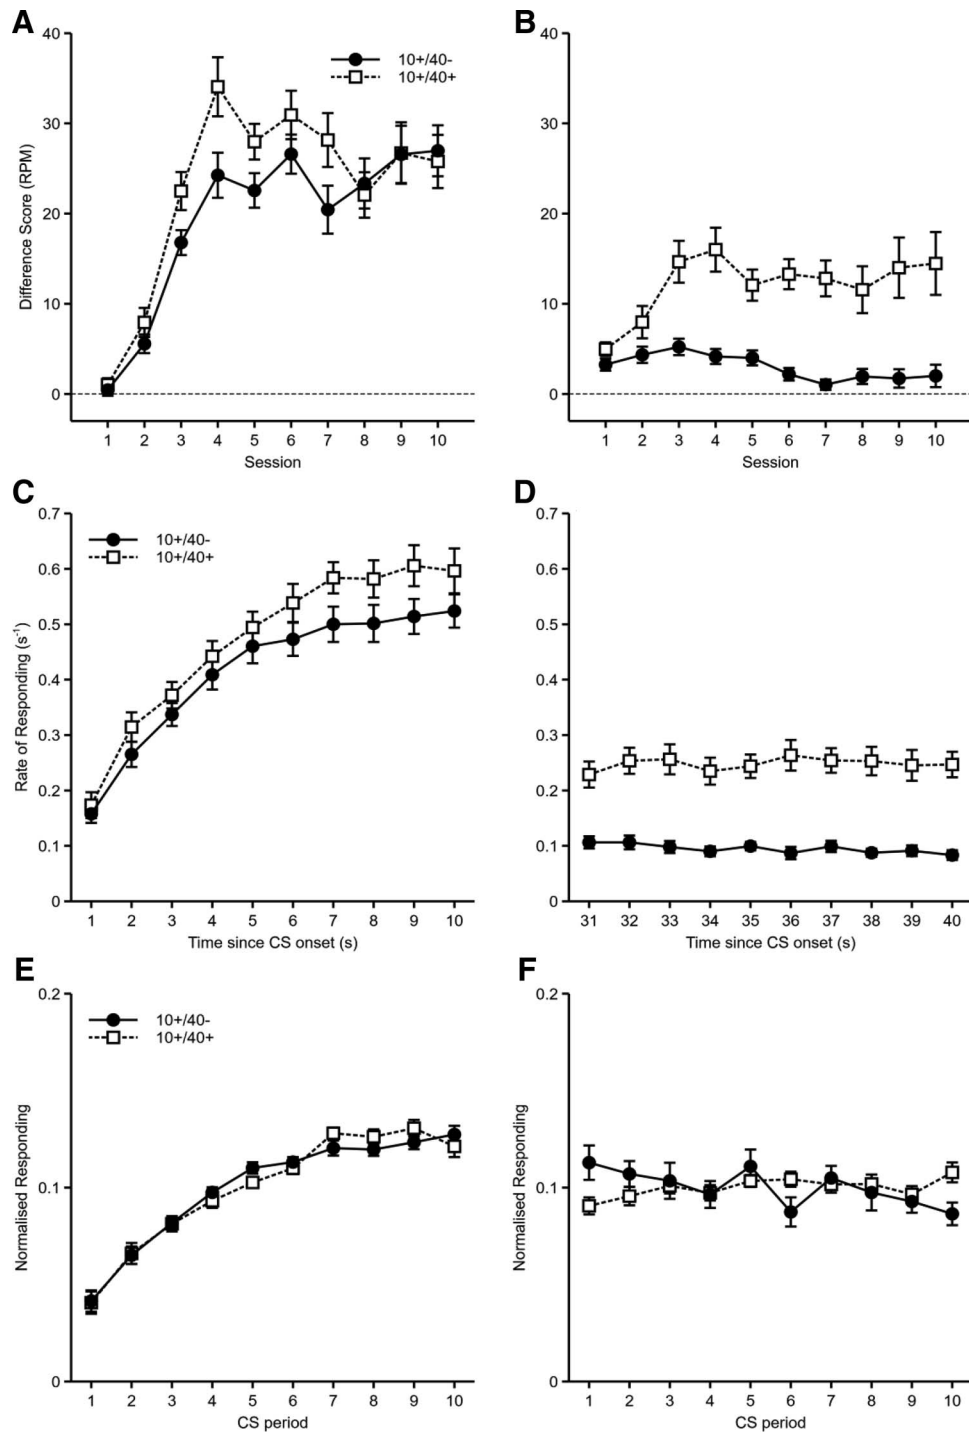 A
40
30
20
10
0
Difference Score (RPM)
10+/40-
10+/40+
1 2 3 4 5 6 7 8 9 10
Session
B
40
30
20
10
0
1 2 3 4 5 6 7 8 9 10
Session
C
0.7
0.6
0.5
0.4
0.3
0.2
0.1
0
Rate of Responding (s⁻¹)
10+/40-
10+/40+
1 2 3 4 5 6 7 8 9 10
Time since CS onset (s)
D
0.7
0.6
0.5
0.4
0.3
0.2
0.1
0
31 32 33 34 35 36 37 38 39 40
Time since CS onset (s)
E
0.2
0.1
0
Normalised Responding
10+/40-
10+/40+
1 2 3 4 5 6 7 8 9 10
CS period
F
0.2
0.1
0
Normalised Responding
1 2 3 4 5 6 7 8 9 10
CS period